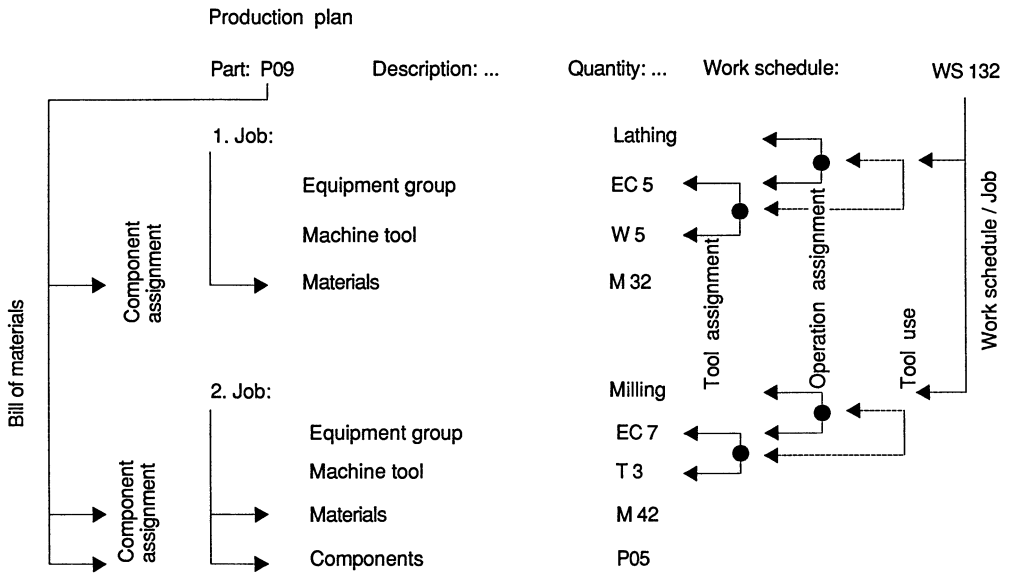 Production plan
Part: P09 Description: ... Quantity: ... Work schedule: WS 132
1. Job: Lathing
Equipment group EC 5
Machine tool W 5
Materials M 32
Component
assignment
2. Job: Milling
Equipment group EC 7
Machine tool T 3
Materials M 42
Components P05
Component
assignment
Bill of materials
Tool assignment
Operation assignment
Tool use
Work schedule / Job